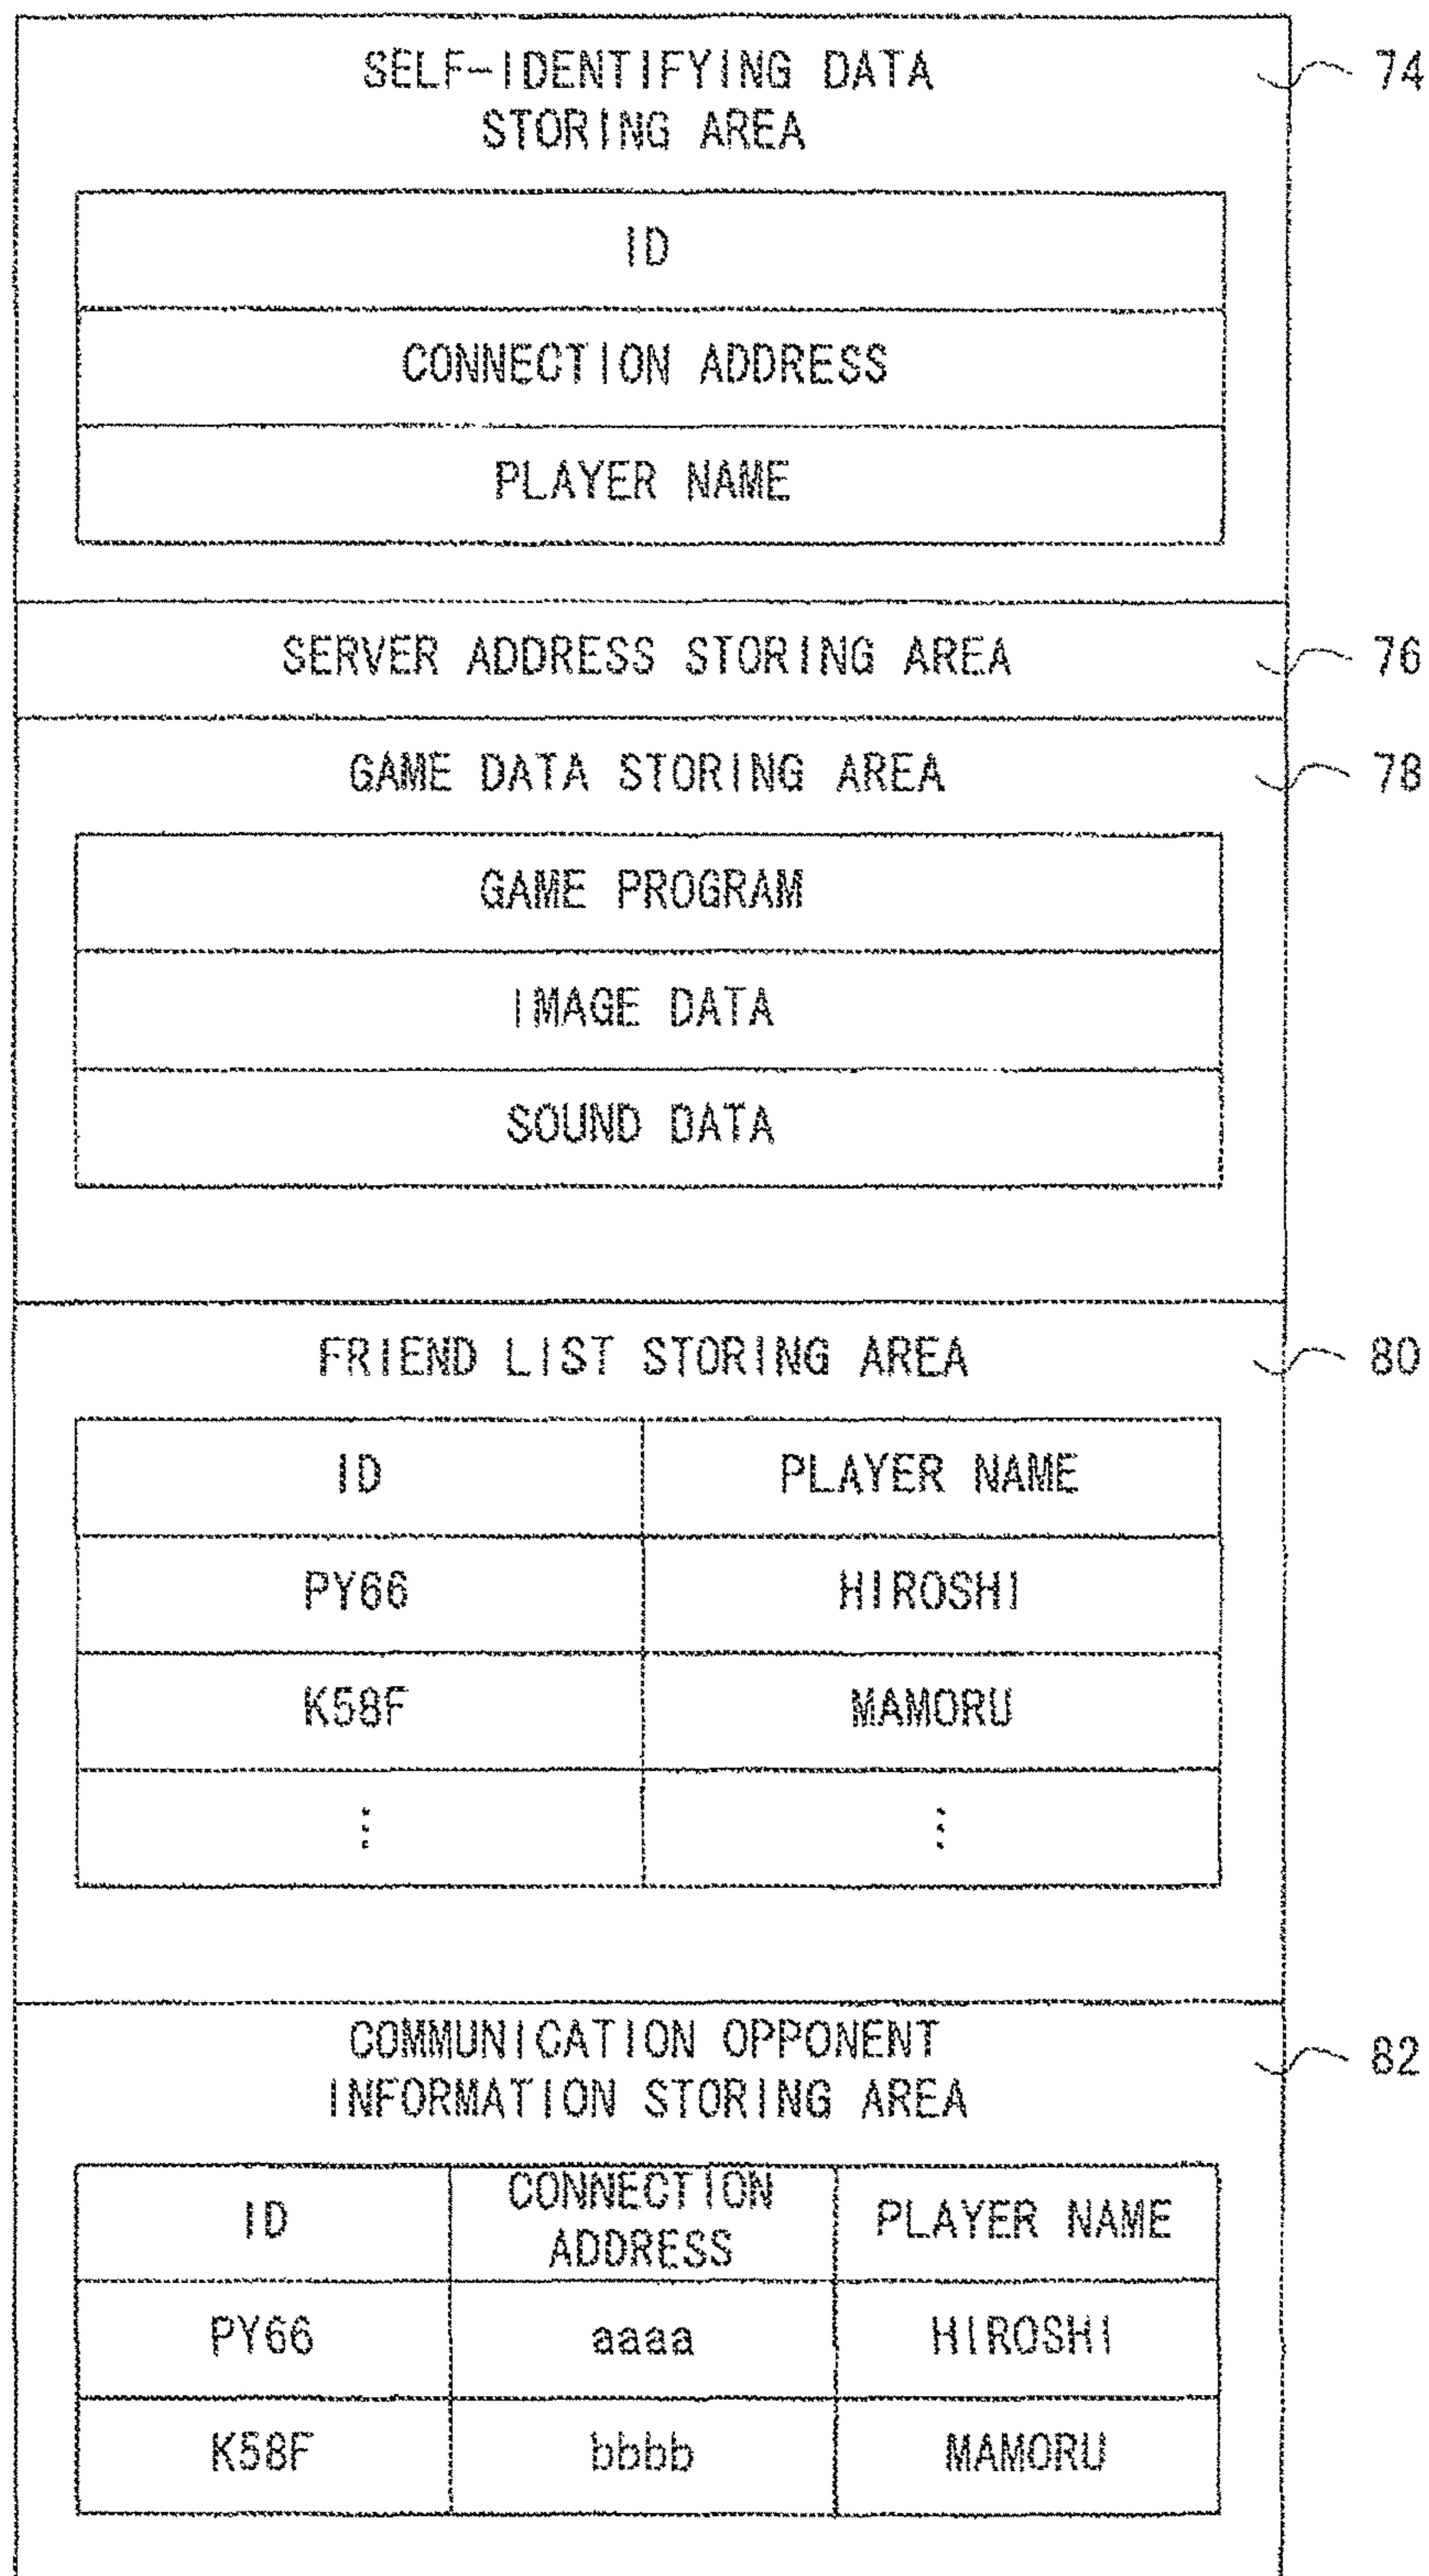 SELF-IDENTIFYING DATA 74
STORING AREA
ID
CONNECTION ADDRESS
PLAYER NAME
SERVER ADDRESS STORING AREA 76
GAME DATA STORING AREA 78
GAME PROGRAM
IMAGE DATA
SOUND DATA
FRIEND LIST STORING AREA 80
ID PLAYER NAME
PY66 HIROSHI
K58F MAMORU
⋮ ⋮
COMMUNICATION OPPONENT 82
INFORMATION STORING AREA
ID CONNECTION ADDRESS PLAYER NAME
PY66 aaaa HIROSHI
K58F bbbb MAMORU